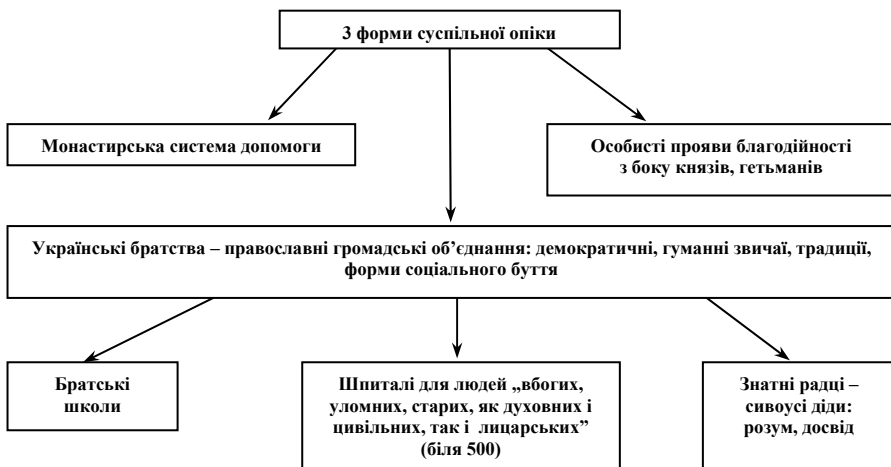 3 форми суспільної опіки
Монастирська система допомоги
Особисті прояви благодійності
з боку князів, гетьманів
Українські братства – православні громадські об’єднання: демократичні, гуманні звичаї, традиції,
форми соціального буття
Братські
школи
Шпиталі для людей „вбогих,
уломних, старих, як духовних і
цивільних, так і лицарських”
(біля 500)
Знатні радці –
сивоусі діди:
розум, досвід